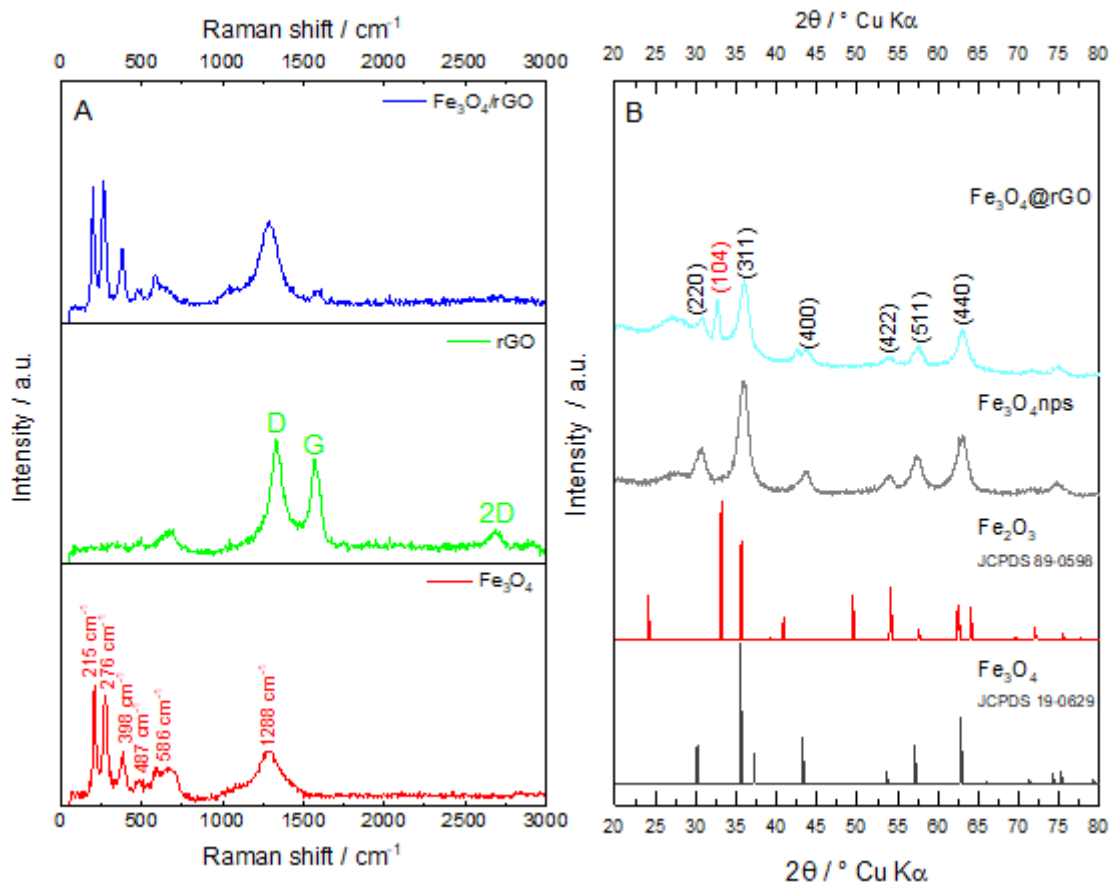 Raman shift / cm⁻¹
0 500 1000 1500 2000 2500 3000
A
Fe₃O₄/rGO
rGO
D
G
2D
Fe₃O₄
215 cm⁻¹
276 cm⁻¹
398 cm⁻¹
487 cm⁻¹
586 cm⁻¹
1288 cm⁻¹
Intensity / a.u.
Intensity / a.u.
Intensity / a.u.
0 500 1000 1500 2000 2500 3000
Raman shift / cm⁻¹
2θ / ° Cu Kα
20 25 30 35 40 45 50 55 60 65 70 75 80
B
Fe₃O₄@rGO
(220)
(104)
(311)
(400)
(422)
(511)
(440)
Fe₃O₄nps
Fe₂O₃
JCPDS 89-0598
Fe₃O₄
JCPDS 19-0629
Intensity / a.u.
20 25 30 35 40 45 50 55 60 65 70 75 80
2θ / ° Cu Kα